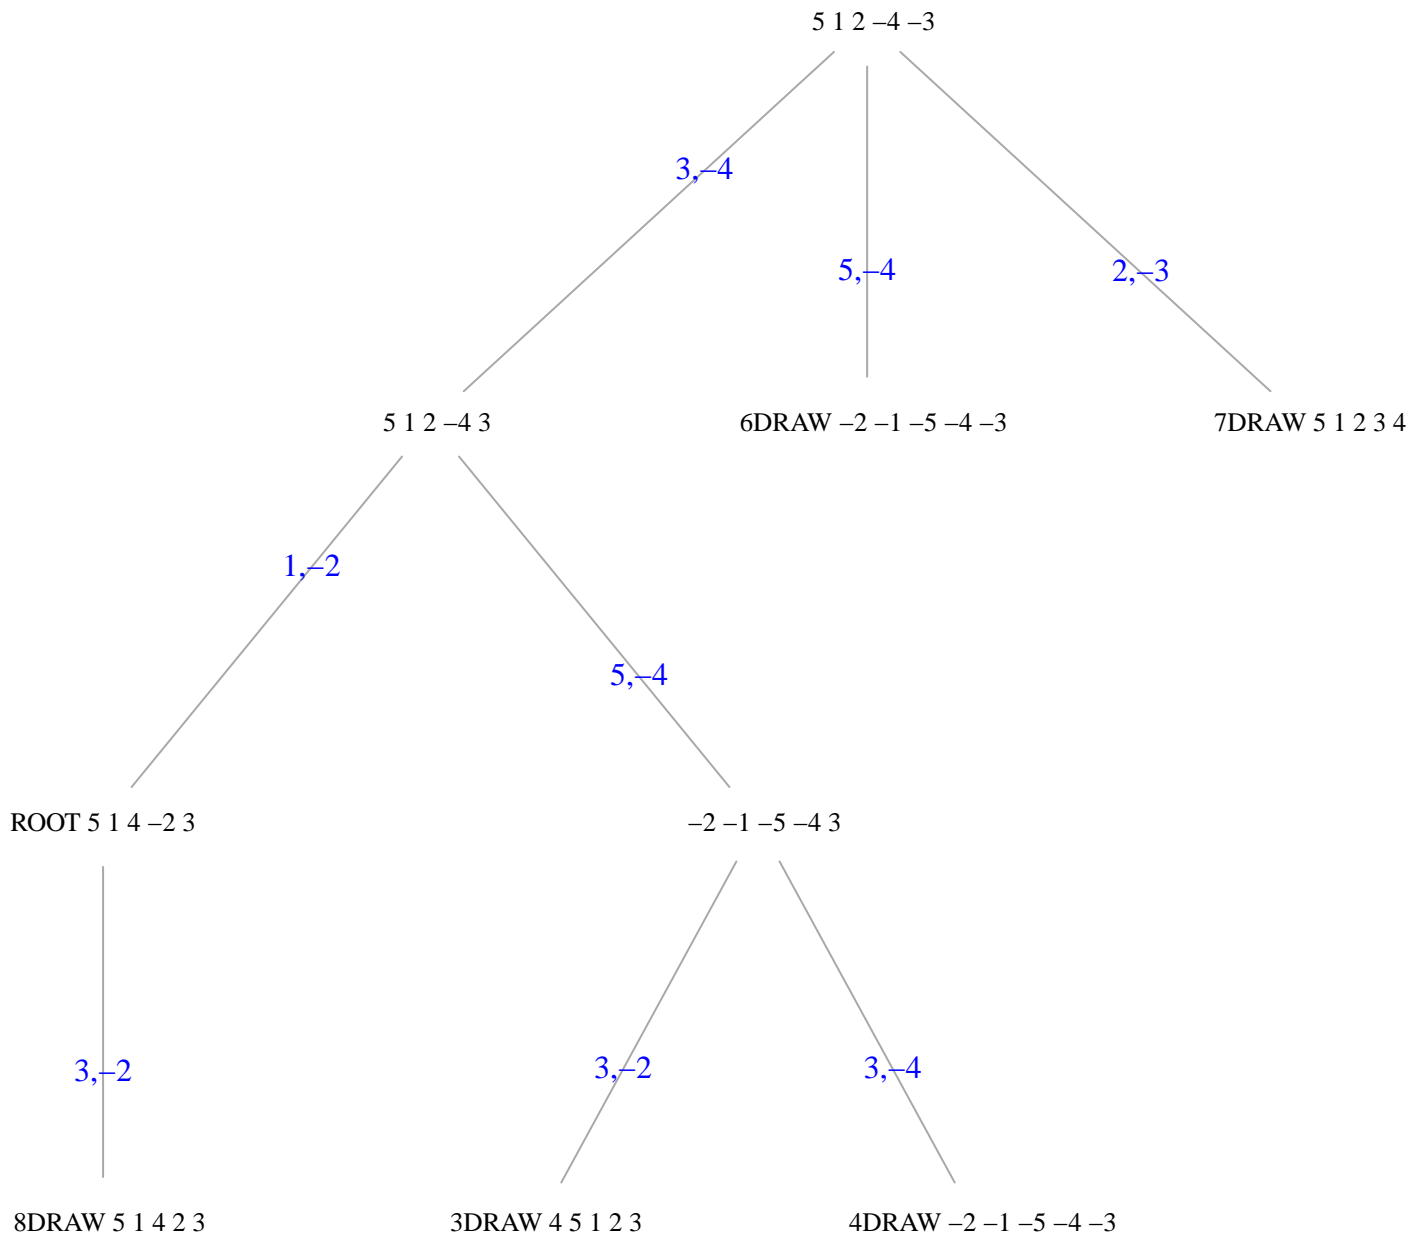 5 1 2 –4 –3
3,–4
5,–4
2,–3
5 1 2 –4 3
6DRAW –2 –1 –5 –4 –3
7DRAW 5 1 2 3 4
1,–2
5,–4
ROOT 5 1 4 –2 3
–2 –1 –5 –4 3
3,–2
3,–2
3,–4
8DRAW 5 1 4 2 3
3DRAW 4 5 1 2 3
4DRAW –2 –1 –5 –4 –3